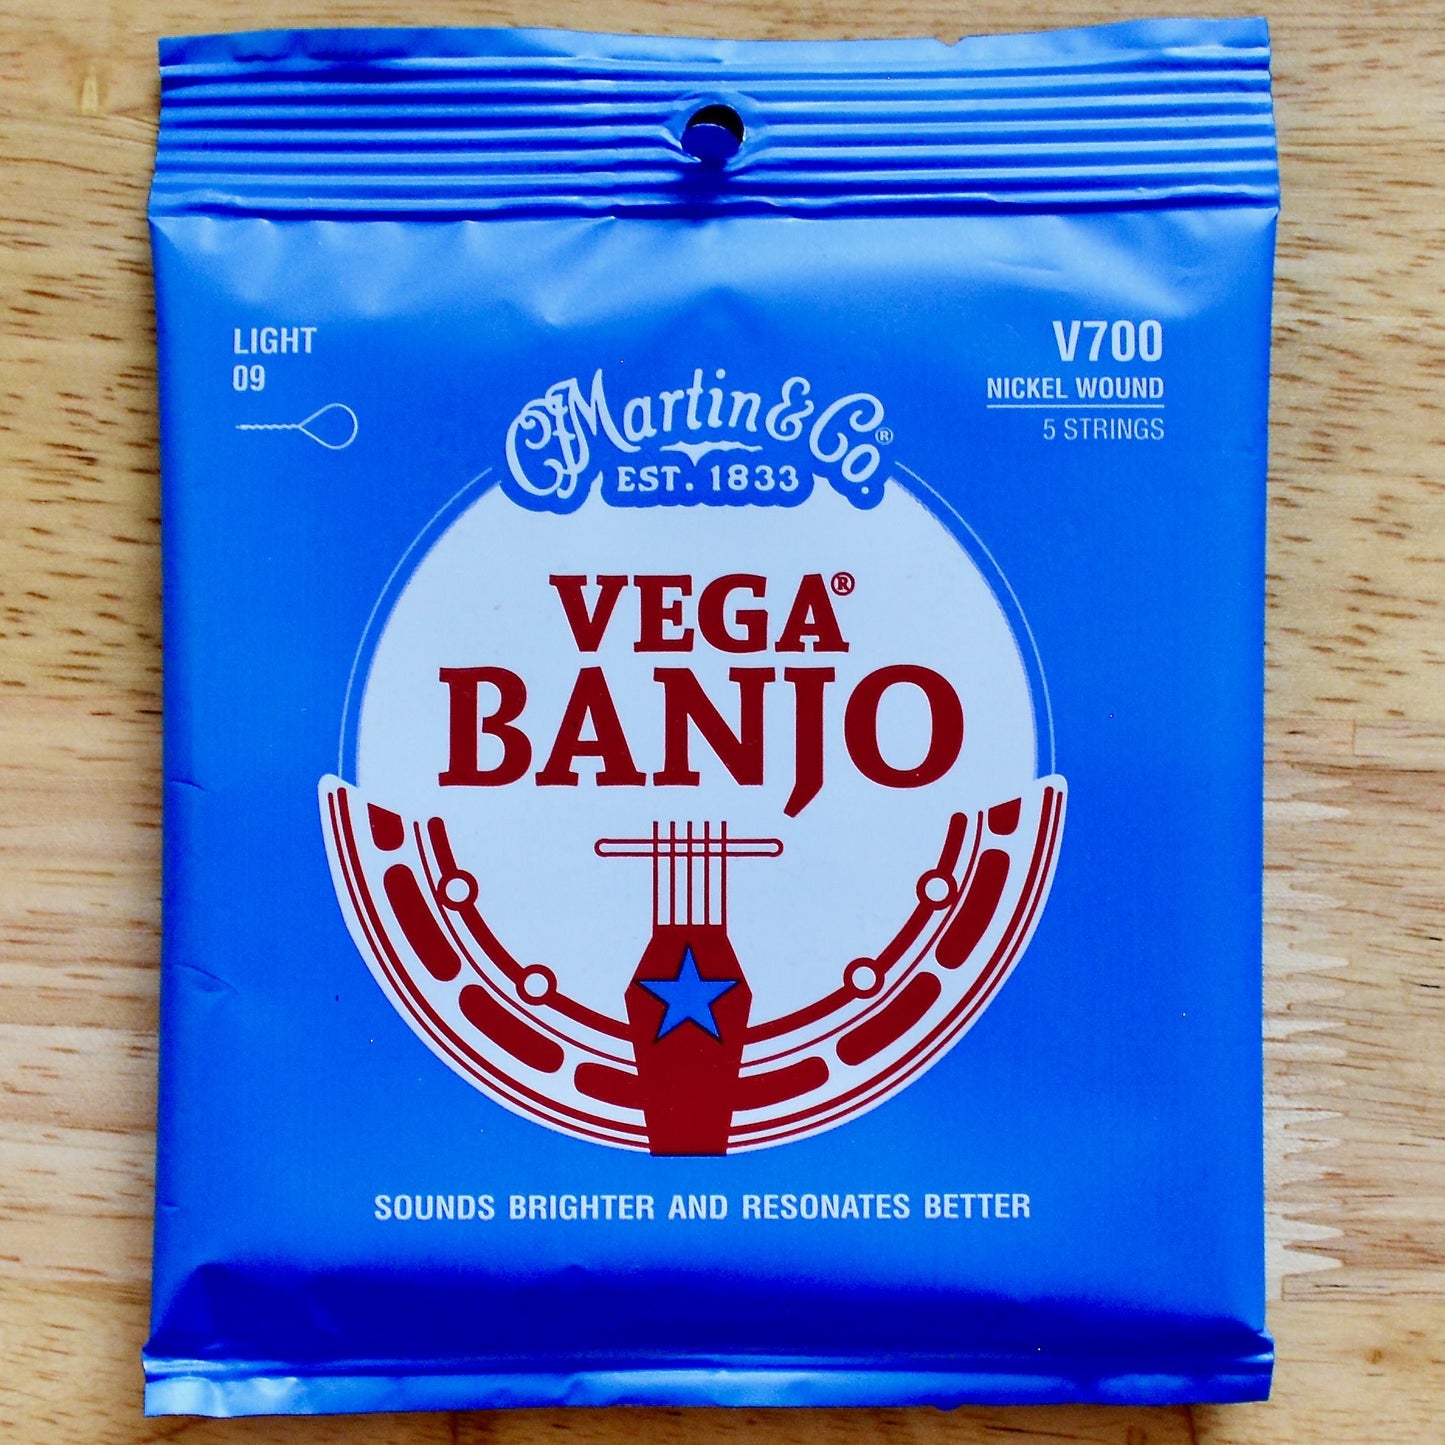 LIGHT
09
V700
NICKEL WOUND
5 STRINGS
CFMartin & Co.®
EST. 1833
VEGA®
BANJO
SOUNDS BRIGHTER AND RESONATES BETTER